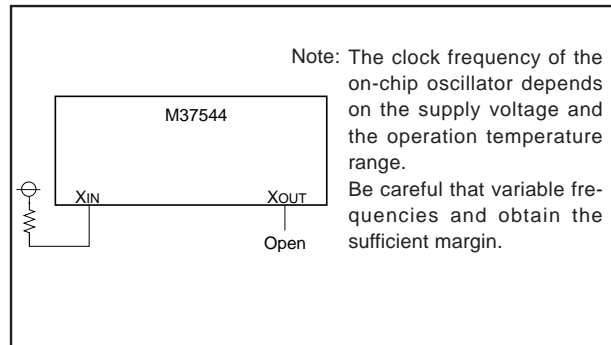 Note: The clock frequency of the
on-chip oscillator depends
on the supply voltage and
the operation temperature
range.
Be careful that variable fre-
quencies and obtain the
sufficient margin.
M37544
XIN
XOUT
Open